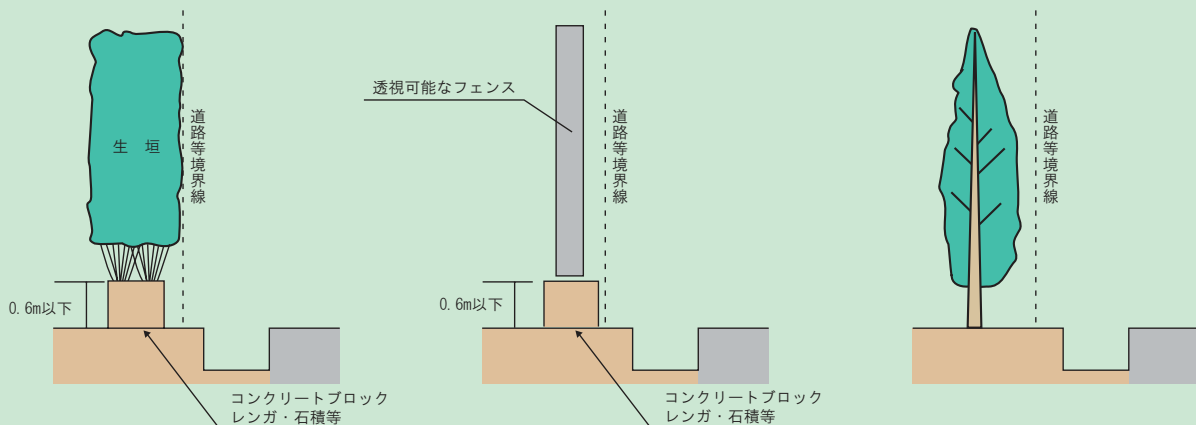 生 垣
道路等境界線
0.6m以下
コンクリートブロック
レンガ・石積等
透視可能なフェンス
道路等境界線
0.6m以下
コンクリートブロック
レンガ・石積等
道路等境界線